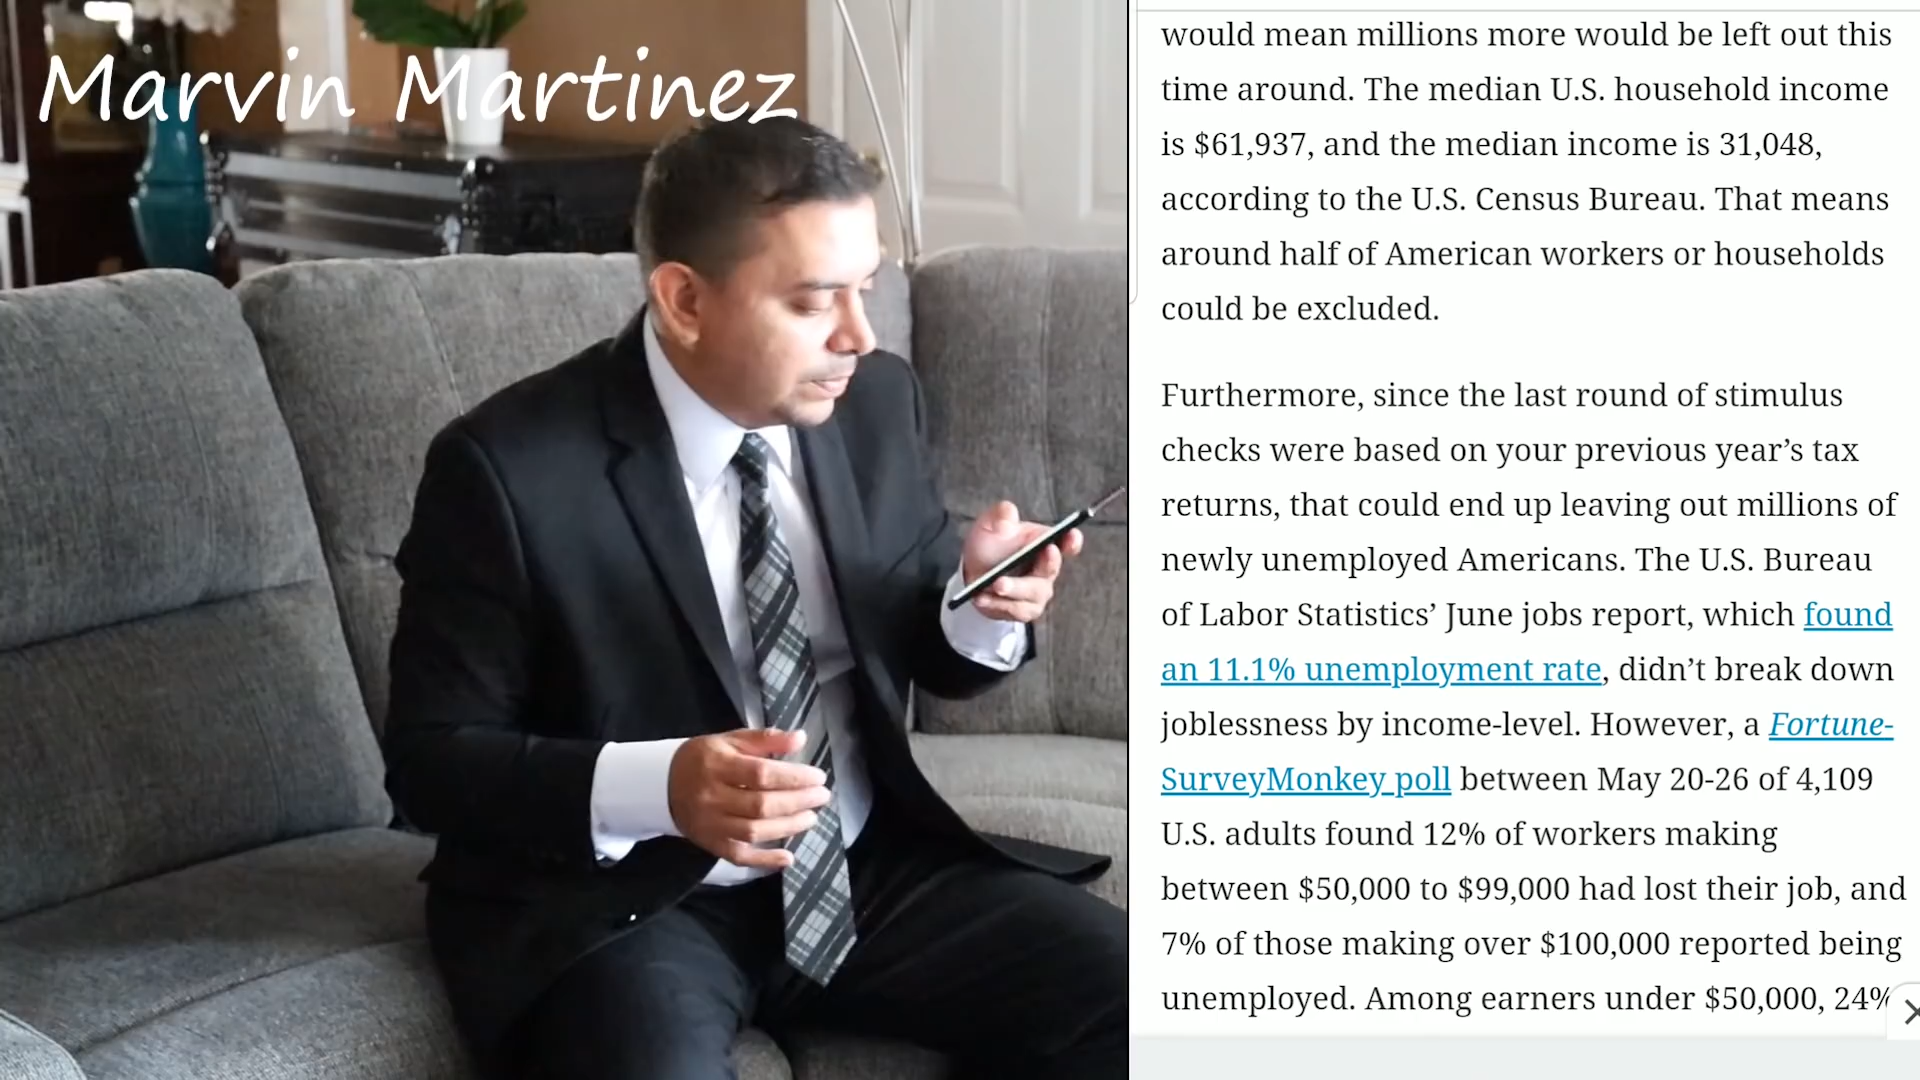 Marvin Martinez
would mean millions more would be left out this
time around. The median U.S. household income
is $61,937, and the median income is 31,048,
according to the U.S. Census Bureau. That means
around half of American workers or households
could be excluded.
Furthermore, since the last round of stimulus
checks were based on your previous year’s tax
returns, that could end up leaving out millions of
newly unemployed Americans. The U.S. Bureau
of Labor Statistics’ June jobs report, which found
an 11.1% unemployment rate, didn’t break down
joblessness by income-level. However, a Fortune-
SurveyMonkey poll between May 20-26 of 4,109
U.S. adults found 12% of workers making
between $50,000 to $99,000 had lost their job, and
7% of those making over $100,000 reported being
unemployed. Among earners under $50,000, 24%